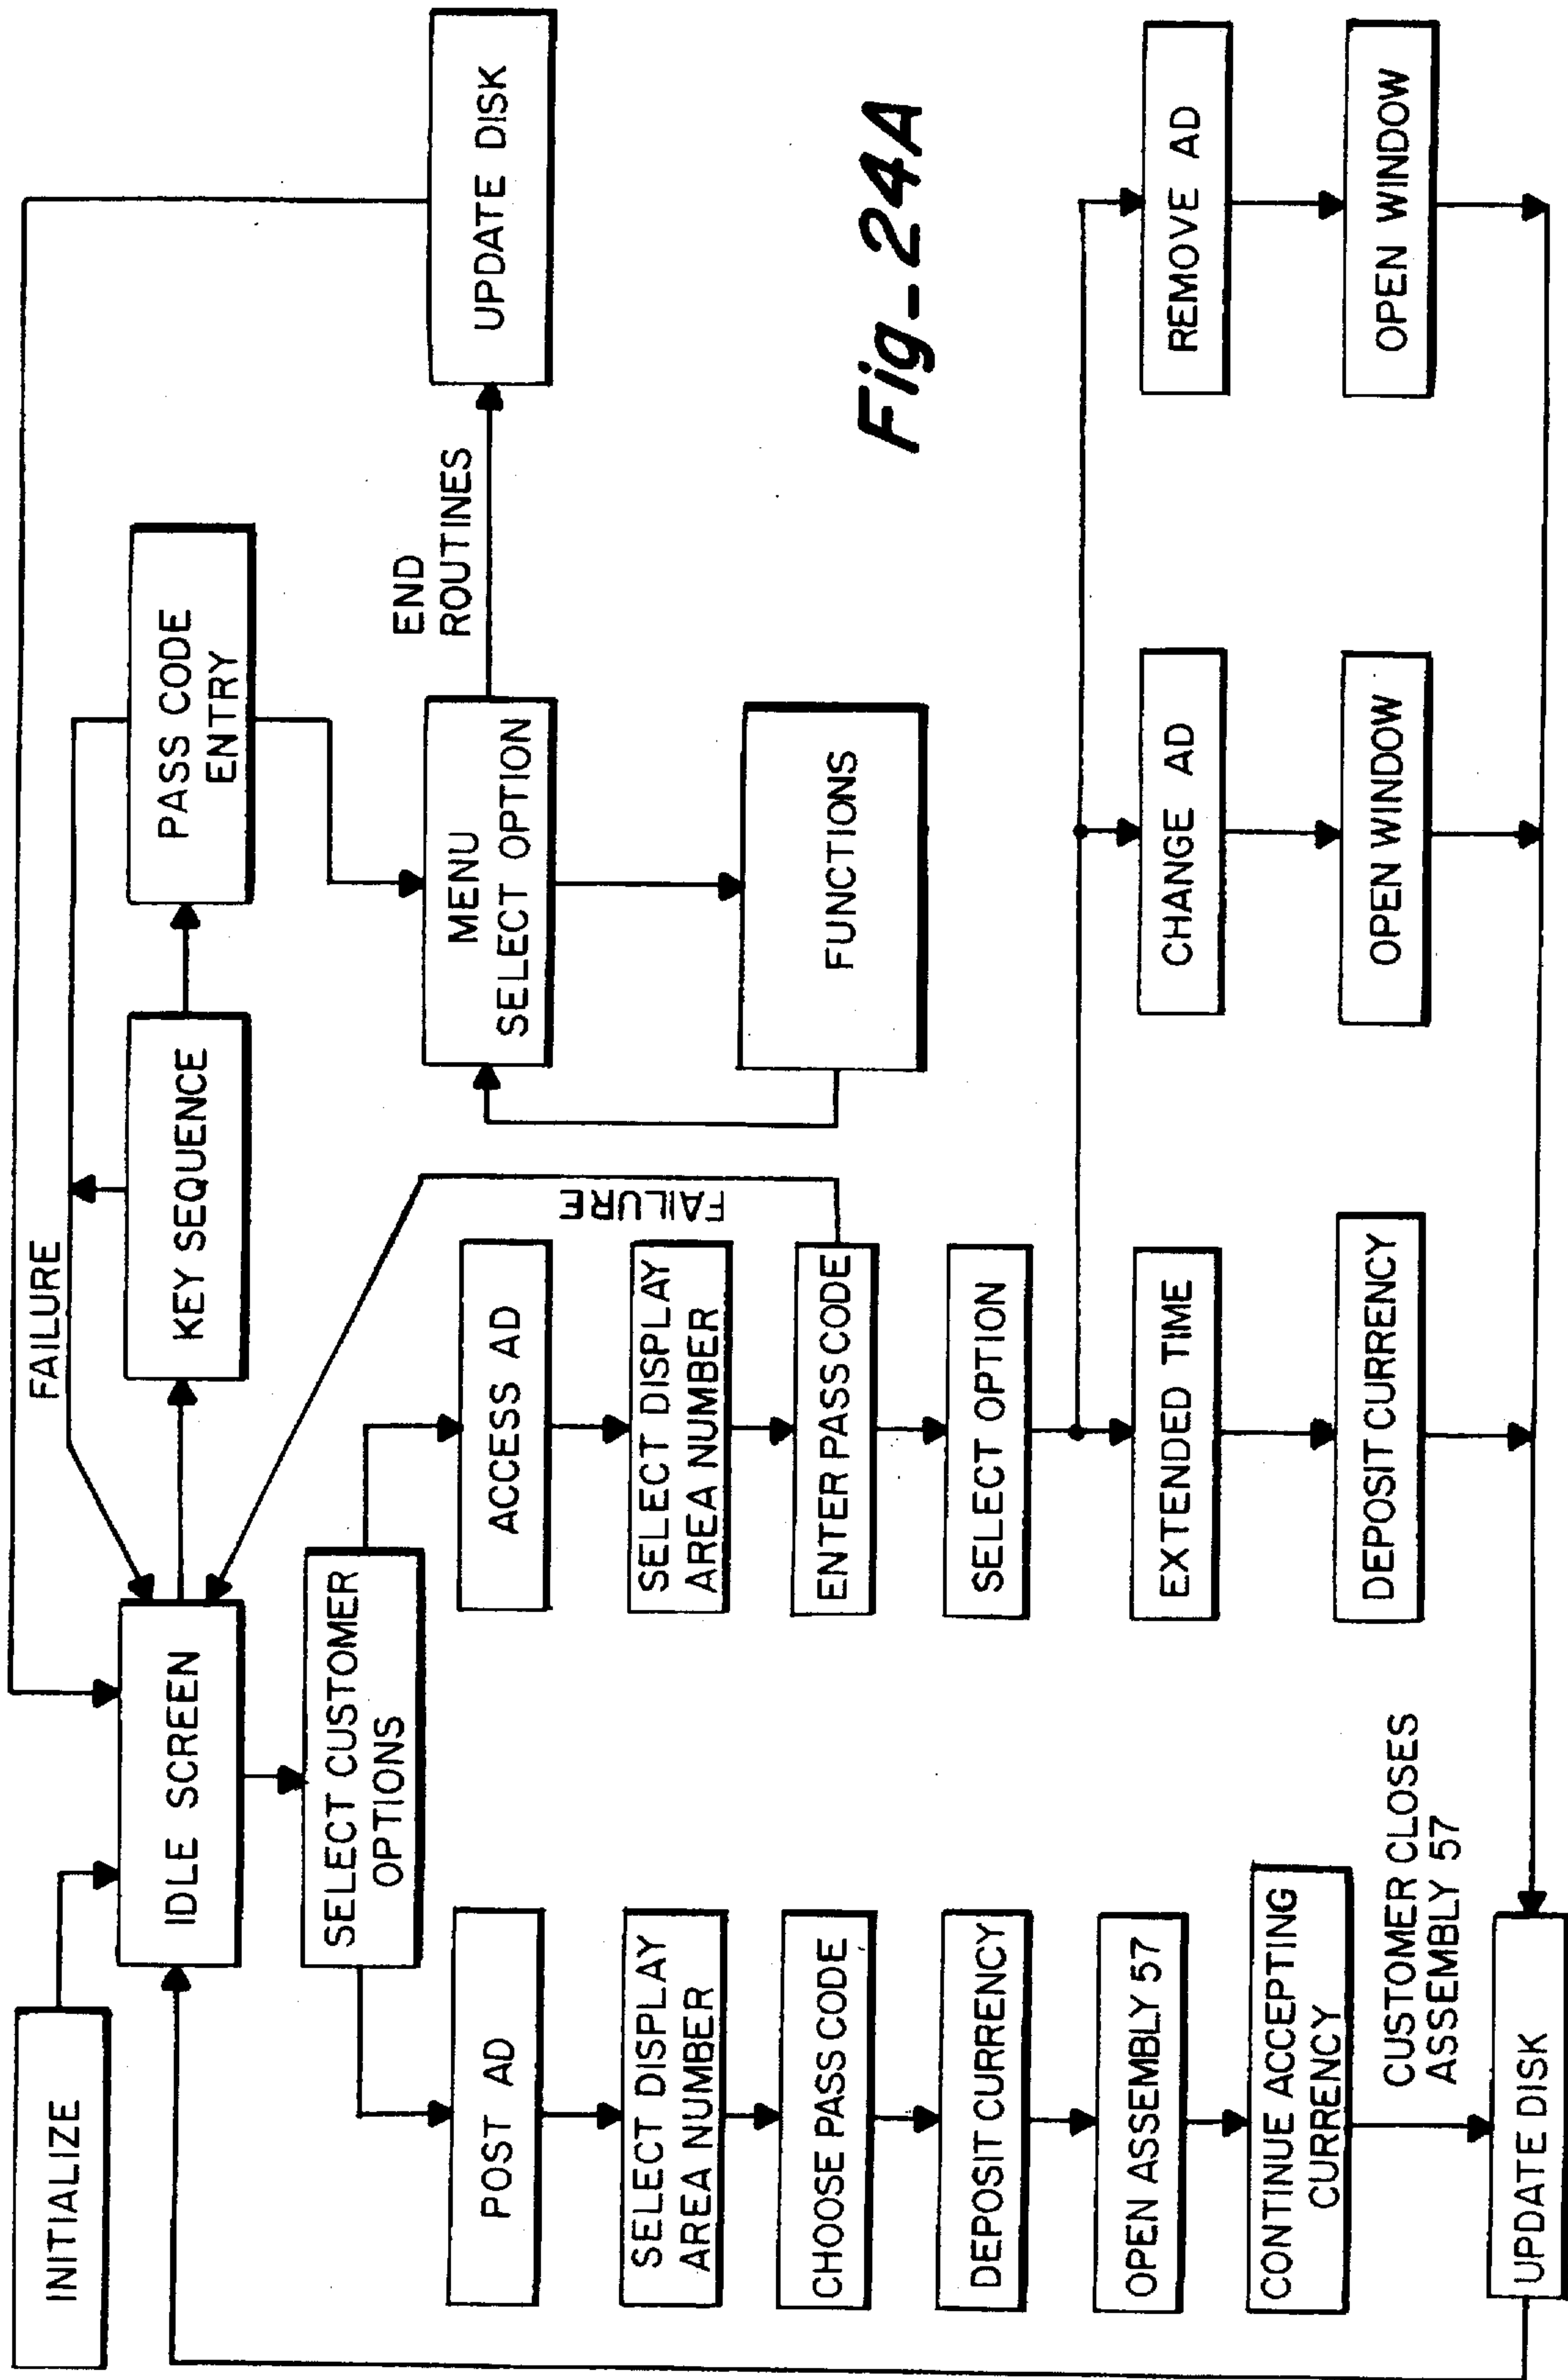 INITIALIZE
IDLE SCREEN
FAILURE
KEY SEQUENCE
PASS CODE
ENTRY
SELECT CUSTOMER
OPTIONS
MENU
SELECT OPTION
END
ROUTINES
UPDATE DISK
FUNCTIONS
POST AD
SELECT DISPLAY
AREA NUMBER
CHOOSE PASS CODE
DEPOSIT CURRENCY
OPEN ASSEMBLY 57
CONTINUE ACCEPTING
CURRENCY
CUSTOMER CLOSES
ASSEMBLY 57
UPDATE DISK
ACCESS AD
SELECT DISPLAY
AREA NUMBER
ENTER PASS CODE
FAILURE
SELECT OPTION
EXTENDED TIME
DEPOSIT CURRENCY
CHANGE AD
OPEN WINDOW
REMOVE AD
OPEN WINDOW
Fig-24A